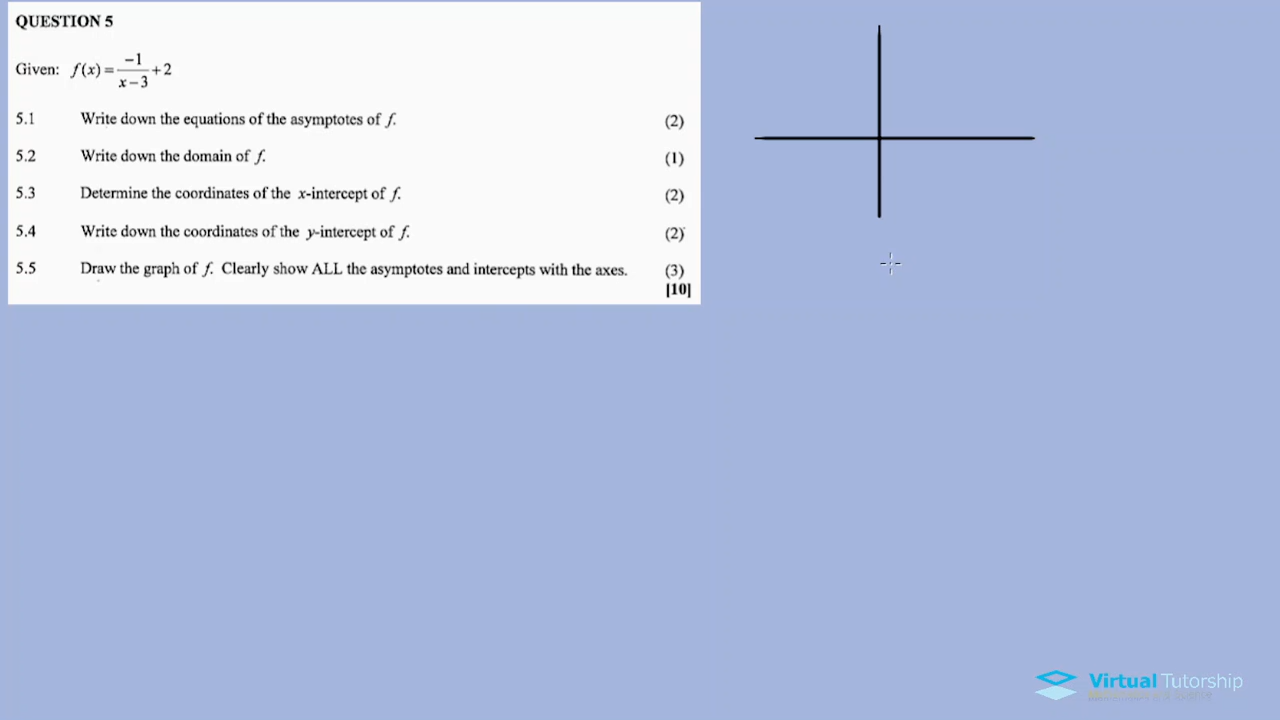 QUESTION 5
Given: f(x) = -1/(x-3) + 2
5.1 Write down the equations of the asymptotes of f. (2)
5.2 Write down the domain of f. (1)
5.3 Determine the coordinates of the x-intercept of f. (2)
5.4 Write down the coordinates of the y-intercept of f. (2)
5.5 Draw the graph of f. Clearly show ALL the asymptotes and intercepts with the axes. (3)
[10]
Virtual Tutorship